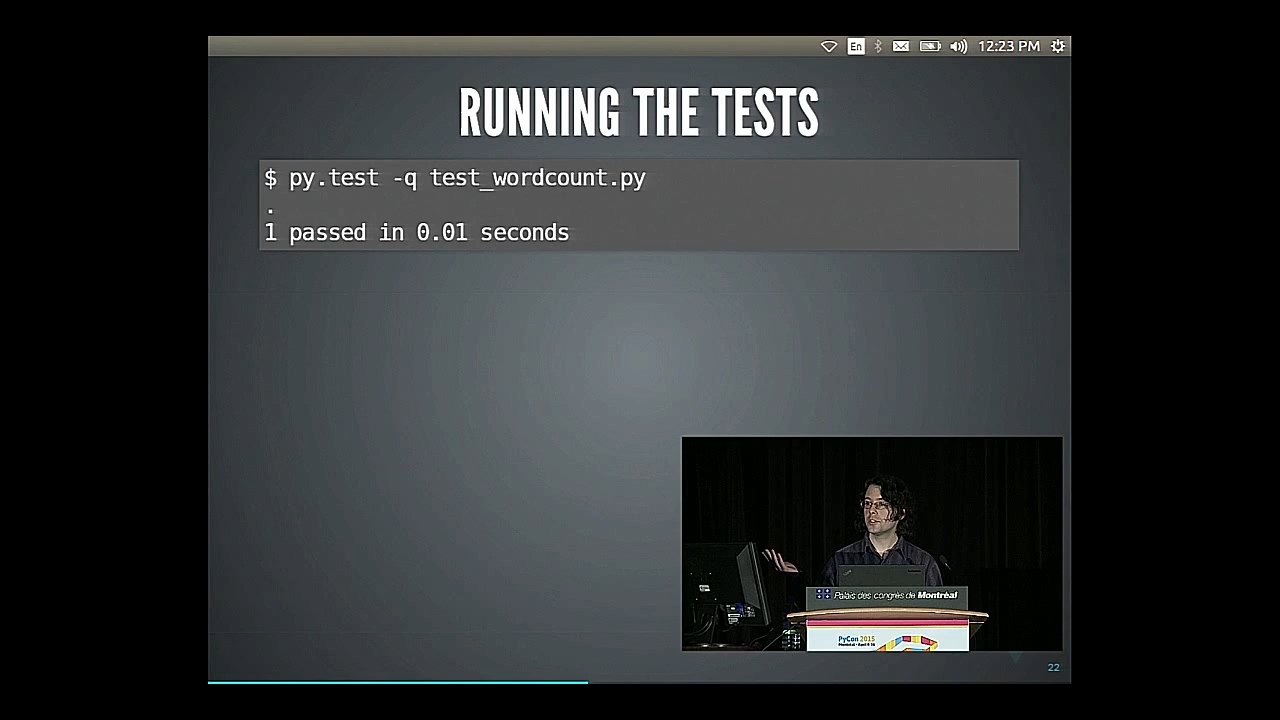 En 12:23 PM
RUNNING THE TESTS
$ py.test -q test_wordcount.py
.
1 passed in 0.01 seconds
Palais des congrès de Montréal
PyCon 2015
22